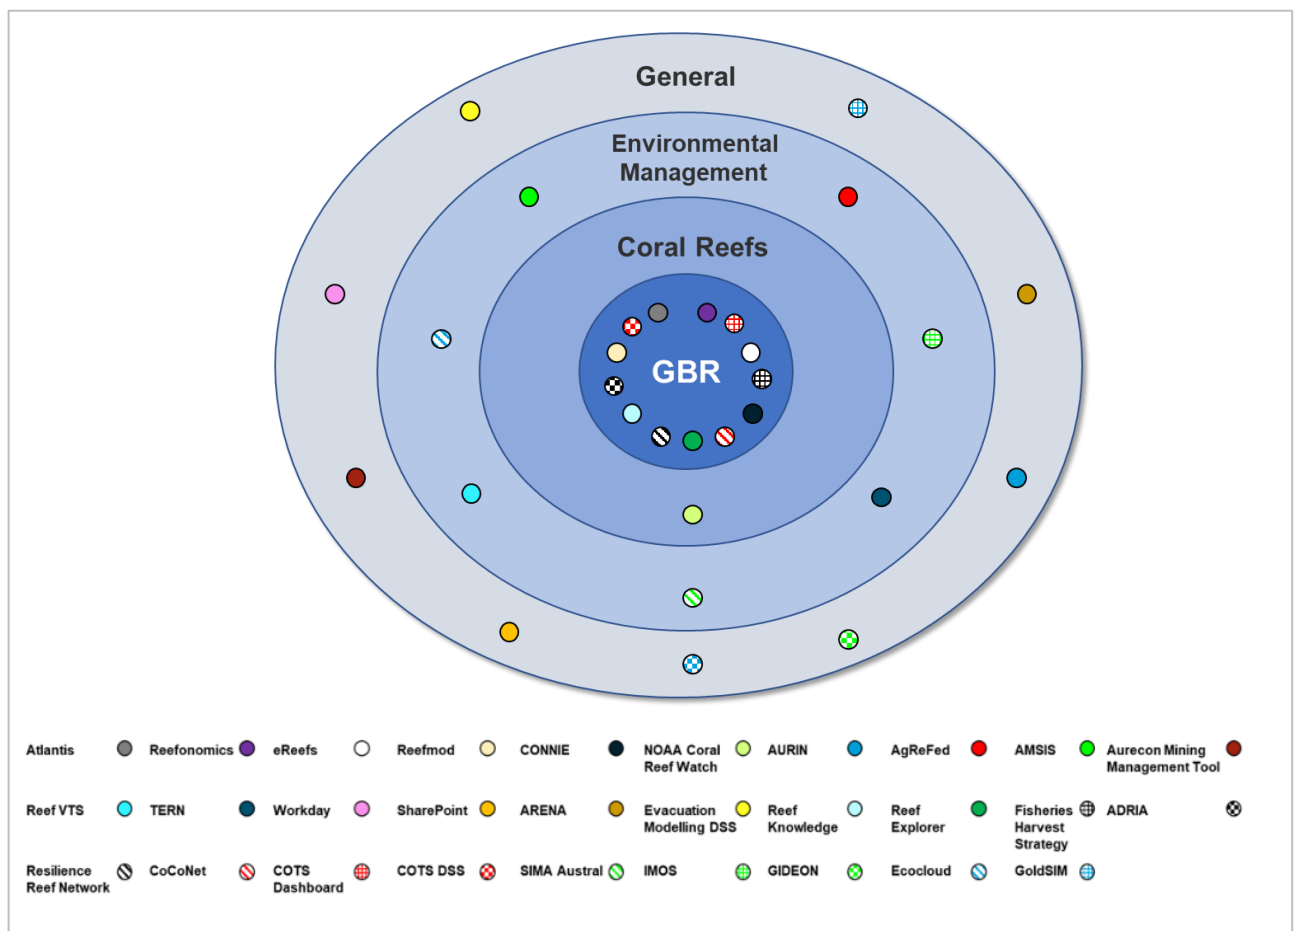 General
Environmental
Management
Coral Reefs
GBR
Atlantis
Reefonomics
eReefs
Reefmod
CONNIE
NOAA Coral
Reef Watch
AURIN
AgReFed
AMSIS
Aurecon Mining
Management Tool
Reef VTS
TERN
Workday
SharePoint
ARENA
Evacuation
Modelling DSS
Reef
Knowledge
Reef
Explorer
Fisheries
Harvest
Strategy
ADRIA
Resilience
Reef Network
CoCoNet
COTS
Dashboard
COTS DSS
SIMA Austral
IMOS
GIDEON
Ecocloud
GoldSIM